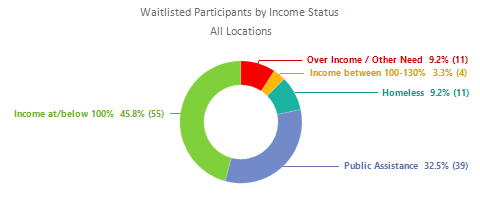 Waitlisted Participants by Income Status
All Locations
Over Income / Other Need 9.2% (11)
Income between 100-130% 3.3% (4)
Homeless 9.2% (11)
Income at/below 100% 45.8% (55)
Public Assistance 32.5% (39)